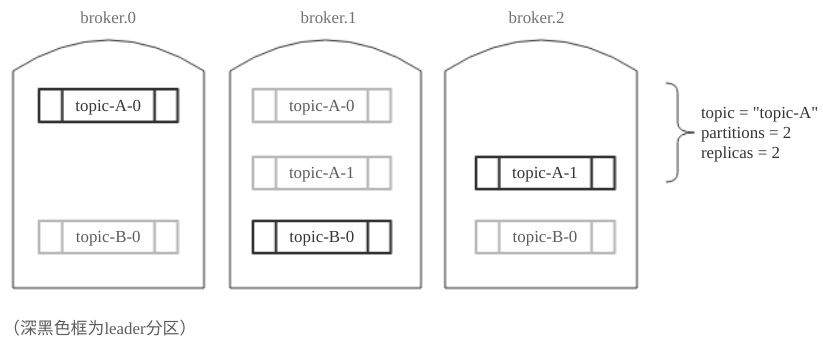 broker.0
broker.1
broker.2
topic-A-0
topic-A-0
topic = "topic-A"
partitions = 2
replicas = 2
topic-A-1
topic-A-1
topic-B-0
topic-B-0
topic-B-0
（深黑色框为leader分区）